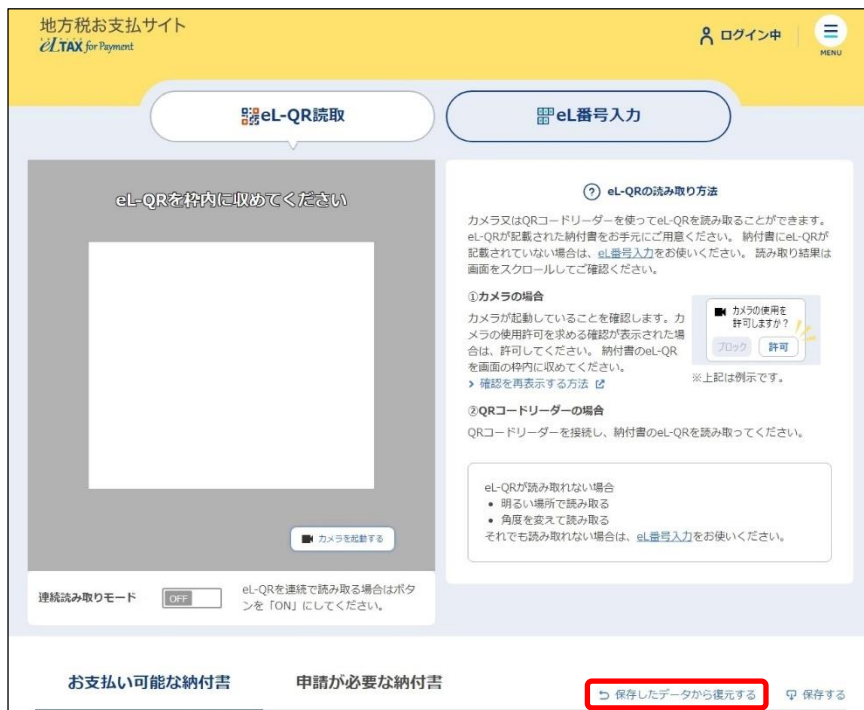 地方税お支払サイト
eLTAX for Payment
ログイン中
MENU
eL-QR読取
eL番号入力
eL-QRを枠内に収めてください
カメラを起動する
連続読み取りモード
OFF
eL-QRを連続で読み取る場合はボタ
ンを「ON」にしてください。
? eL-QRの読み取り方法
カメラ又はQRコードリーダーを使ってeL-QRを読み取ることができます。
eL-QRが記載された納付書をお手元にご用意ください。 納付書にeL-QRが
記載されていない場合は、eL番号入力をお使いください。 読み取り結果は
画面をスクロールしてご確認ください。
①カメラの場合
カメラが起動していることを確認します。カ
メラの使用許可を求める確認が表示された場
合は、許可してください。 納付書のeL-QR
を画面の枠内に収めてください。
> 確認を再表示する方法
カメラの使用を
許可しますか？
ブロック
許可
※上記は例示です。
②QRコードリーダーの場合
QRコードリーダーを接続し、納付書のeL-QRを読み取ってください。
eL-QRが読み取れない場合
• 明るい場所で読み取る
• 角度を変えて読み取る
それでも読み取れない場合は、eL番号入力をお使いください。
お支払い可能な納付書
申請が必要な納付書
保存したデータから復元する
保存する